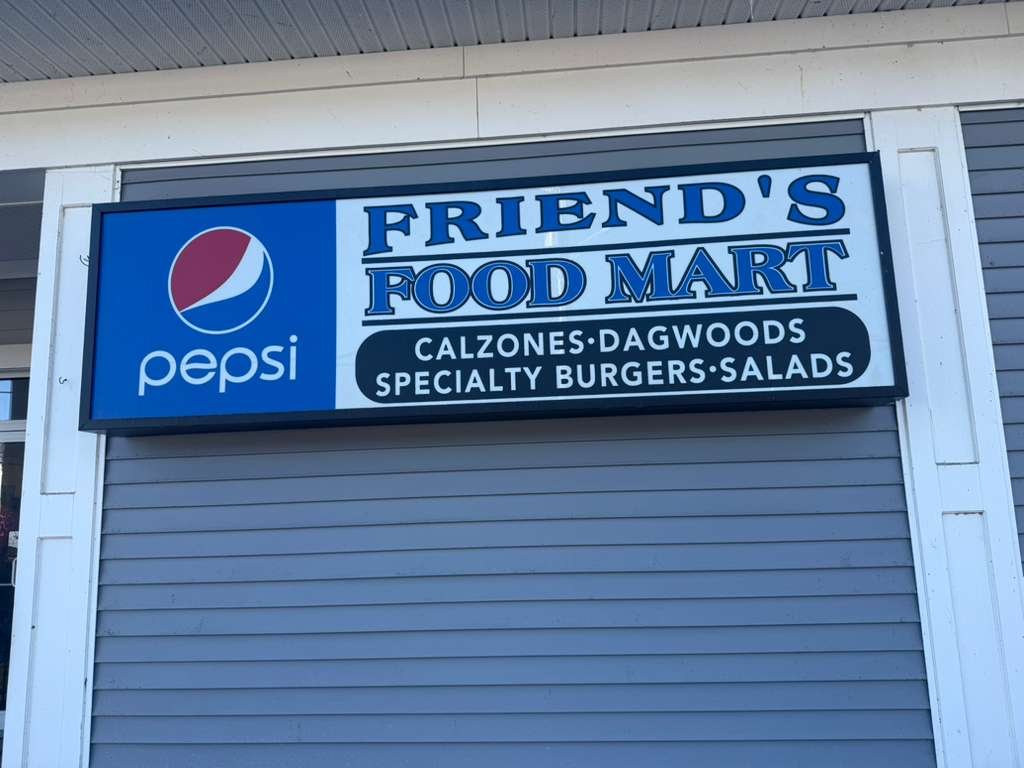 pepsi
FRIEND'S
FOOD MART
CALZONES·DAGWOODS
SPECIALTY BURGERS·SALADS